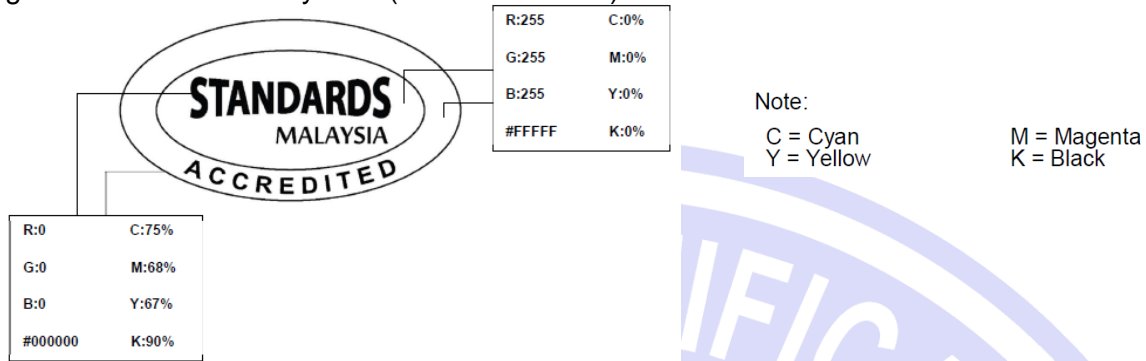 R:255 C:0%
G:255 M:0%
B:255 Y:0%
#FFFFF K:0%
STANDARDS
MALAYSIA
ACCREDITED
Note:
C = Cyan M = Magenta
Y = Yellow K = Black
R:0 C:75%
G:0 M:68%
B:0 Y:67%
#000000 K:90%